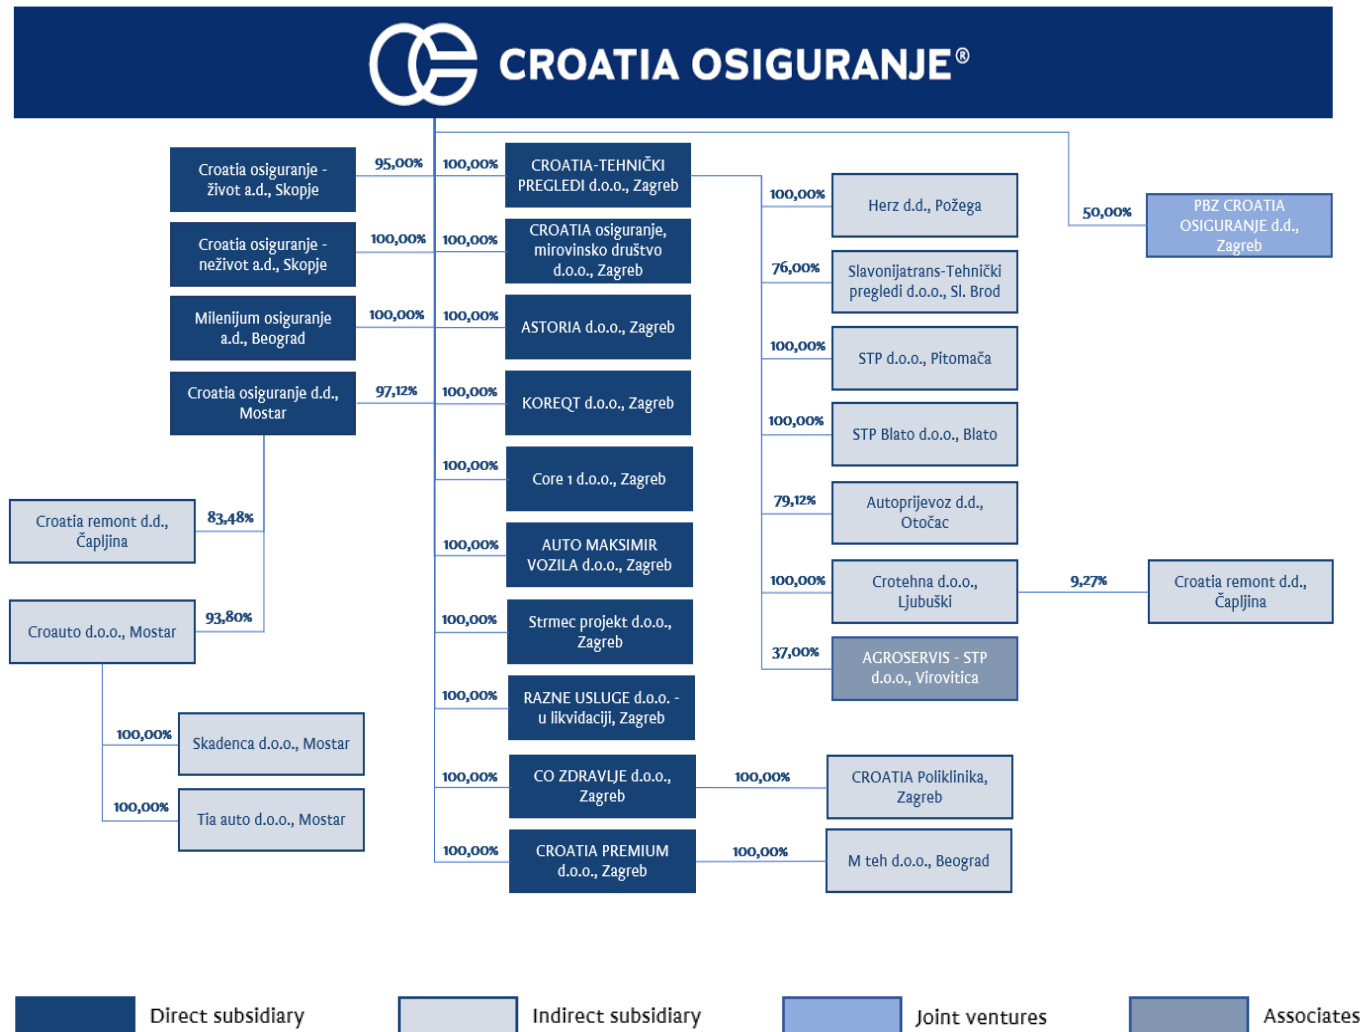 CROATIA OSIGURANJE®
Croatia osiguranje -
život a.d., Skopje
95,00%
Croatia osiguranje -
neživot a.d., Skopje
100,00%
Milenijum osiguranje
a.d., Beograd
100,00%
Croatia osiguranje d.d.,
Mostar
97,12%
Croatia remont d.d.,
Čapljina
83,48%
Croauto d.o.o., Mostar
93,80%
100,00%
Skadenca d.o.o., Mostar
100,00%
Tia auto d.o.o., Mostar
100,00%
CROATIA-TEHNIČKI
PREGLEDI d.o.o., Zagreb
100,00%
CROATIA osiguranje,
mirovinsko društvo
d.o.o., Zagreb
100,00%
ASTORIA d.o.o., Zagreb
100,00%
KOREQT d.o.o., Zagreb
100,00%
Core 1 d.o.o., Zagreb
100,00%
AUTO MAKSIMIR
VOZILA d.o.o., Zagreb
100,00%
Strmec projekt d.o.o.,
Zagreb
100,00%
RAZNE USLUGE d.o.o. -
u likvidaciji, Zagreb
100,00%
CO ZDRAVLJE d.o.o.,
Zagreb
100,00%
CROATIA Poliklinika,
Zagreb
100,00%
CROATIA PREMIUM
d.o.o., Zagreb
100,00%
M teh d.o.o., Beograd
100,00%
Herz d.d., Požega
76,00%
Slavonijatrans-Tehnički
pregledi d.o.o., Sl. Brod
100,00%
STP d.o.o., Pitomača
100,00%
STP Blato d.o.o., Blato
79,12%
Autoprijevoz d.d.,
Otočac
100,00%
Crotehna d.o.o.,
Ljubuški
9,27%
Croatia remont d.d.,
Čapljina
37,00%
AGROSERVIS - STP
d.o.o., Virovitica
50,00%
PBZ CROATIA
OSIGURANJE d.d.,
Zagreb
Direct subsidiary
Indirect subsidiary
Joint ventures
Associates